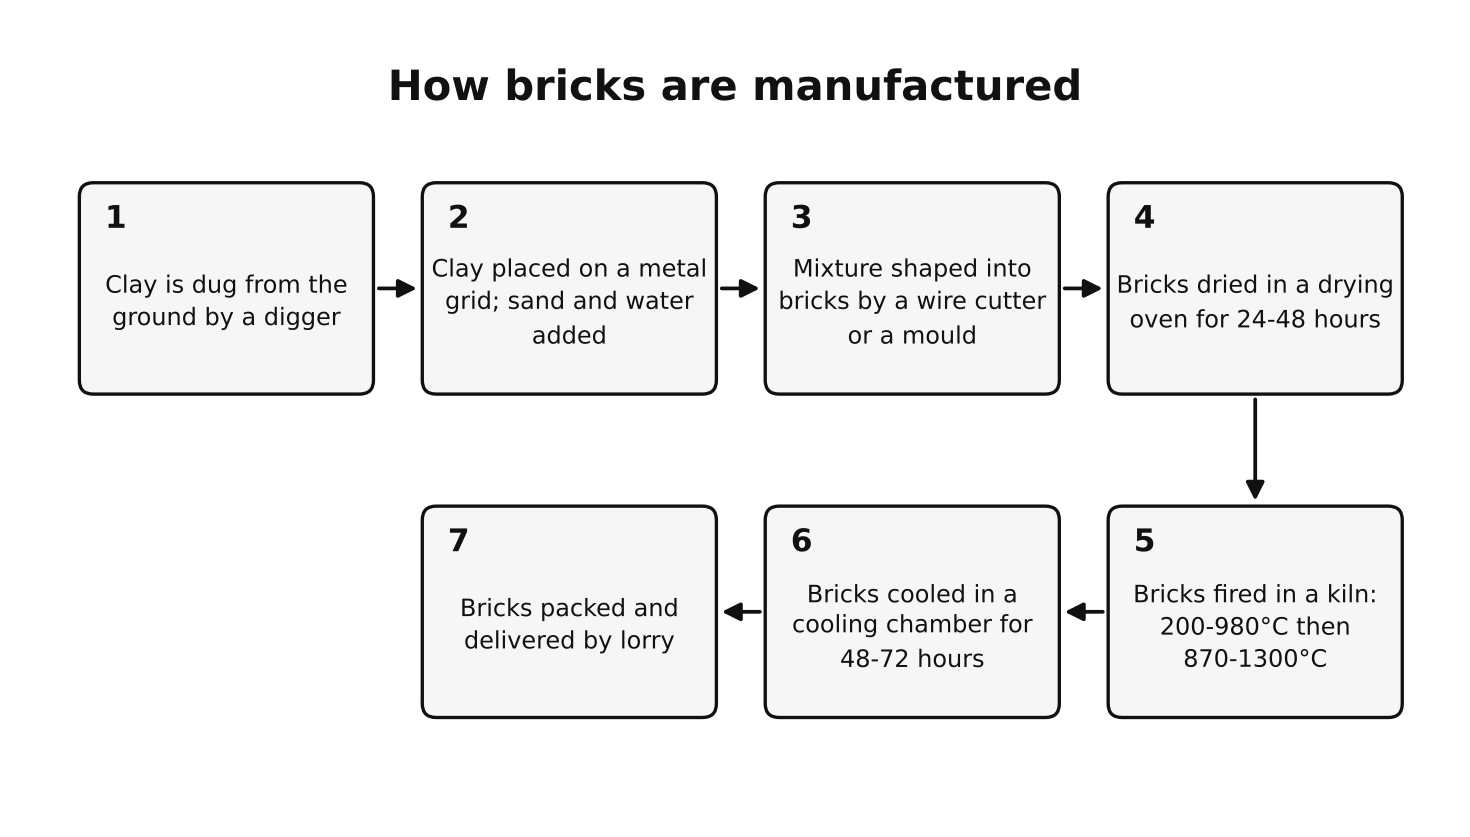 How bricks are manufactured
1
Clay is dug from the
ground by a digger
2
Clay placed on a metal
grid; sand and water
added
3
Mixture shaped into
bricks by a wire cutter
or a mould
4
Bricks dried in a drying
oven for 24-48 hours
5
Bricks fired in a kiln:
200-980°C then
870-1300°C
6
Bricks cooled in a
cooling chamber for
48-72 hours
7
Bricks packed and
delivered by lorry